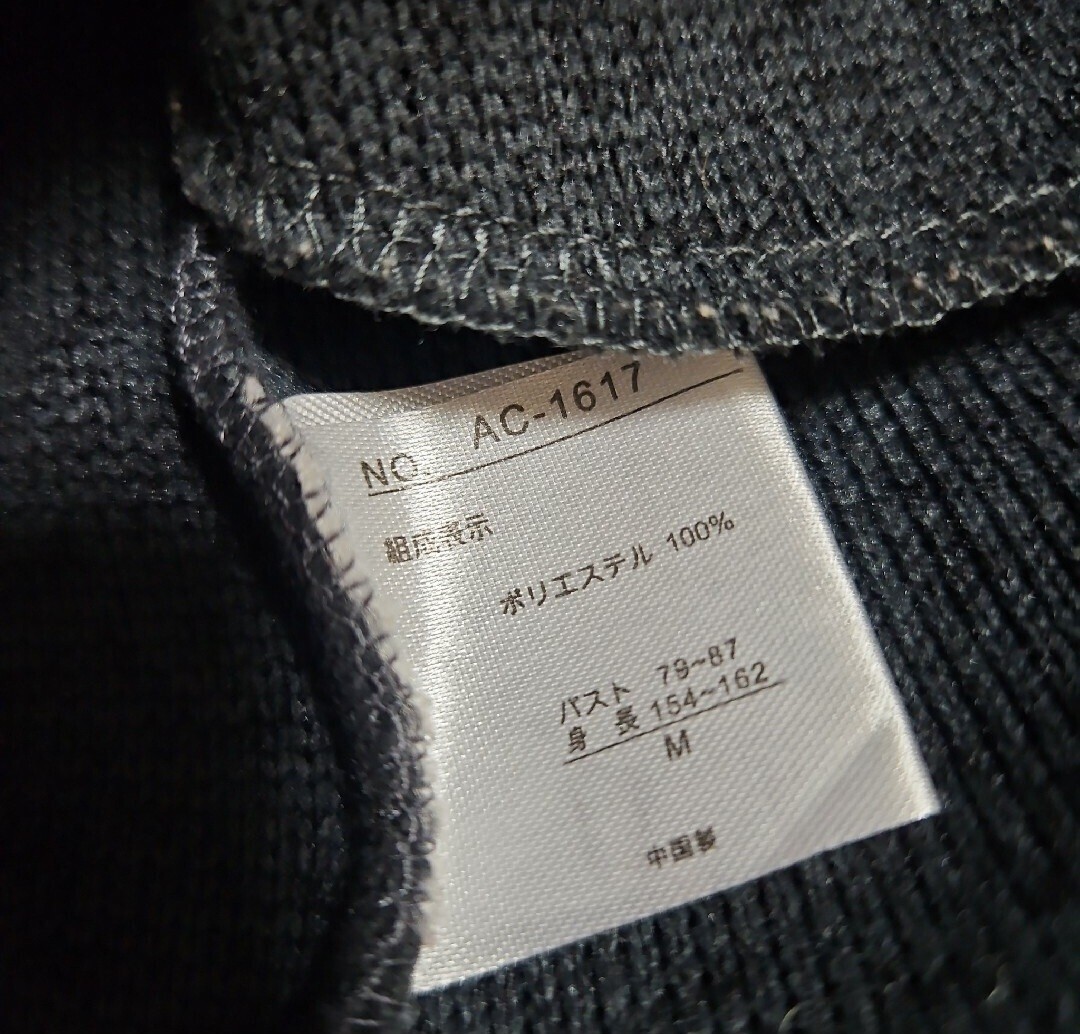 NO. AC-1617
組成表示
ポリエステル 100%
バスト 79~87
身 長 154~162
M
中国製